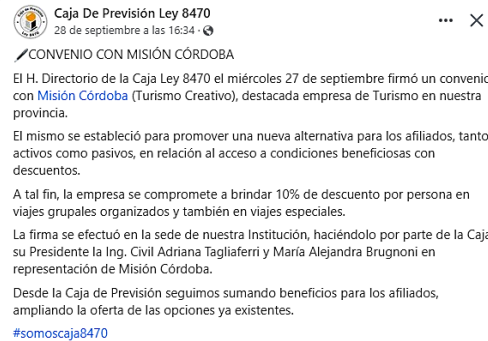 Caja de Previsión
Ley 8470
Caja De Previsión Ley 8470
28 de septiembre a las 16:34 ·
CONVENIO CON MISIÓN CÓRDOBA
El H. Directorio de la Caja Ley 8470 el miércoles 27 de septiembre firmó un convenio
con Misión Córdoba (Turismo Creativo), destacada empresa de Turismo en nuestra
provincia.
El mismo se estableció para promover una nueva alternativa para los afiliados, tanto
activos como pasivos, en relación al acceso a condiciones beneficiosas con
descuentos.
A tal fin, la empresa se compromete a brindar 10% de descuento por persona en
viajes grupales organizados y también en viajes especiales.
La firma se efectuó en la sede de nuestra Institución, haciéndolo por parte de la Caja
su Presidente la Ing. Civil Adriana Tagliaferri y María Alejandra Brugnoni en
representación de Misión Córdoba.
Desde la Caja de Previsión seguimos sumando beneficios para los afiliados,
ampliando la oferta de las opciones ya existentes.
#somoscaja8470